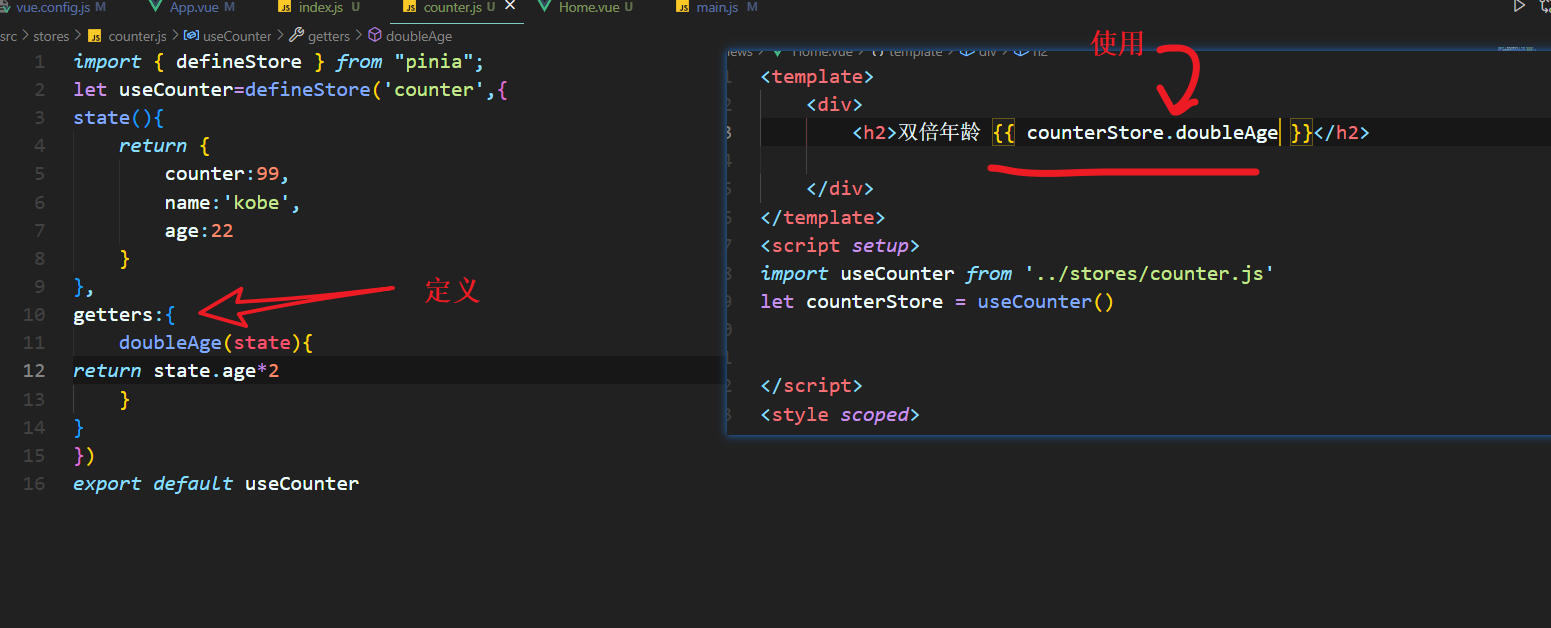 vue.config.js M App.vue M index.js U counter.js U Home.vue U main.js M
src > stores > counter.js > useCounter > getters > doubleAge
1 import { defineStore } from "pinia";
2 let useCounter=defineStore('counter',{
3 state(){
4 return {
5 counter:99,
6 name:'kobe',
7 age:22
8 }
9 },
10 getters:{
11 doubleAge(state){
12 return state.age*2
13 }
14 }
15 })
16 export default useCounter
定义
使用
Home.vue > template > div > h2
<template>
<div>
<h2>双倍年龄 {{ counterStore.doubleAge }}</h2>
</div>
</template>
<script setup>
import useCounter from '../stores/counter.js'
let counterStore = useCounter()
</script>
<style scoped>